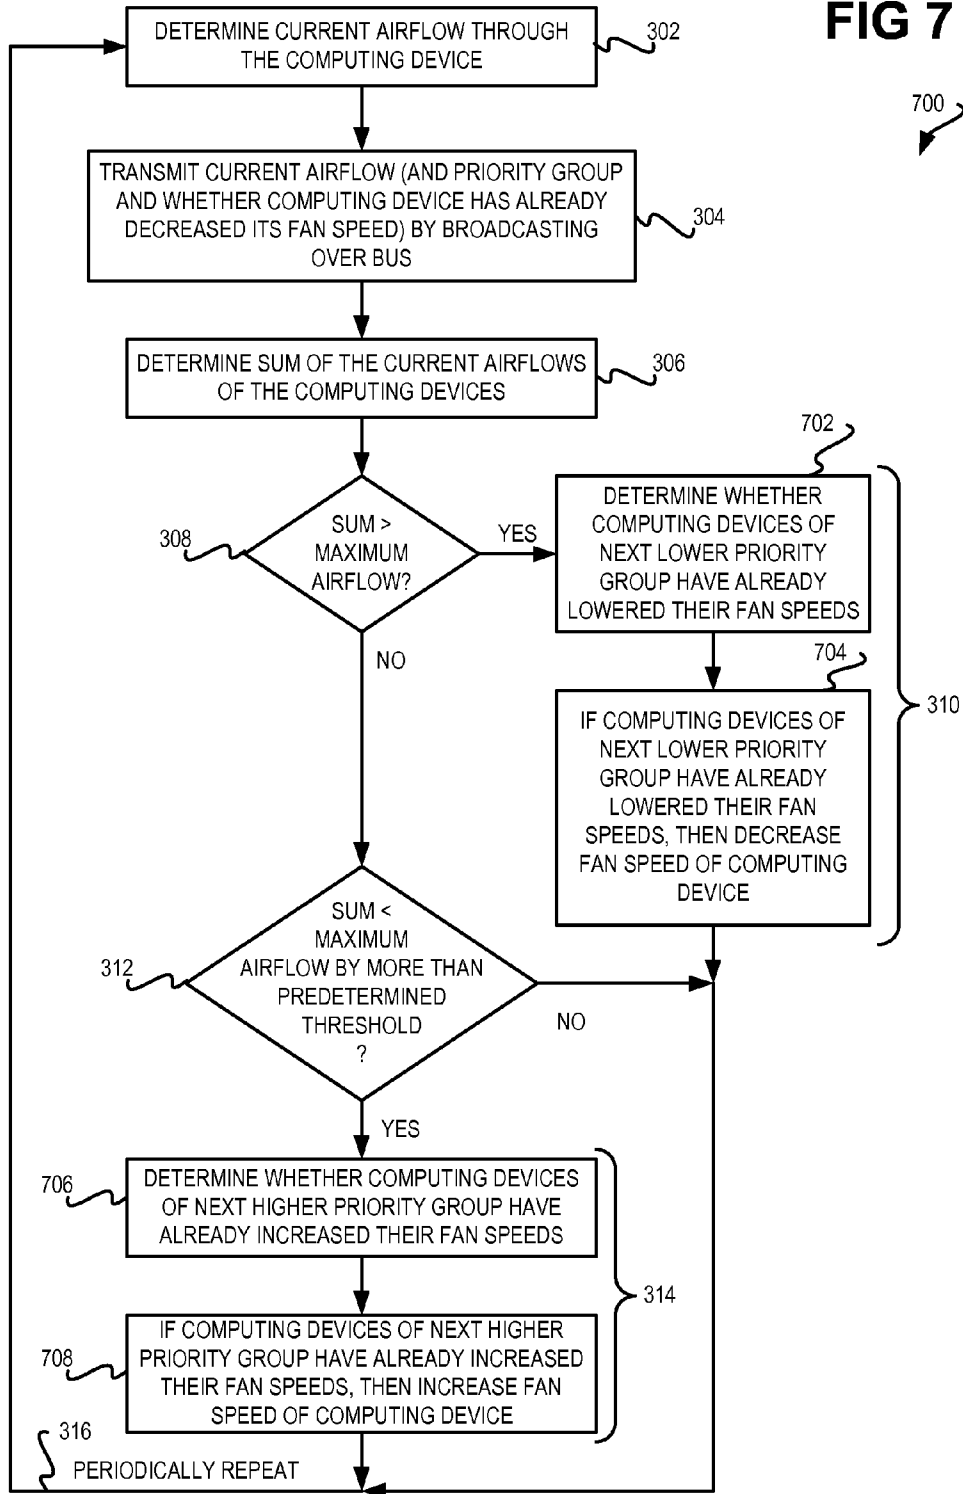 FIG 7
700
DETERMINE CURRENT AIRFLOW THROUGH
THE COMPUTING DEVICE
302
TRANSMIT CURRENT AIRFLOW (AND PRIORITY GROUP
AND WHETHER COMPUTING DEVICE HAS ALREADY
DECREASED ITS FAN SPEED) BY BROADCASTING
OVER BUS
304
DETERMINE SUM OF THE CURRENT AIRFLOWS
OF THE COMPUTING DEVICES
306
308
SUM >
MAXIMUM
AIRFLOW?
YES
NO
702
DETERMINE WHETHER
COMPUTING DEVICES OF
NEXT LOWER PRIORITY
GROUP HAVE ALREADY
LOWERED THEIR FAN SPEEDS
704
IF COMPUTING DEVICES OF
NEXT LOWER PRIORITY
GROUP HAVE ALREADY
LOWERED THEIR FAN
SPEEDS, THEN DECREASE
FAN SPEED OF COMPUTING
DEVICE
310
312
SUM <
MAXIMUM
AIRFLOW BY MORE THAN
PREDETERMINED
THRESHOLD
?
NO
YES
706
DETERMINE WHETHER COMPUTING DEVICES
OF NEXT HIGHER PRIORITY GROUP HAVE
ALREADY INCREASED THEIR FAN SPEEDS
708
IF COMPUTING DEVICES OF NEXT HIGHER
PRIORITY GROUP HAVE ALREADY INCREASED
THEIR FAN SPEEDS, THEN INCREASE FAN
SPEED OF COMPUTING DEVICE
314
316
PERIODICALLY REPEAT